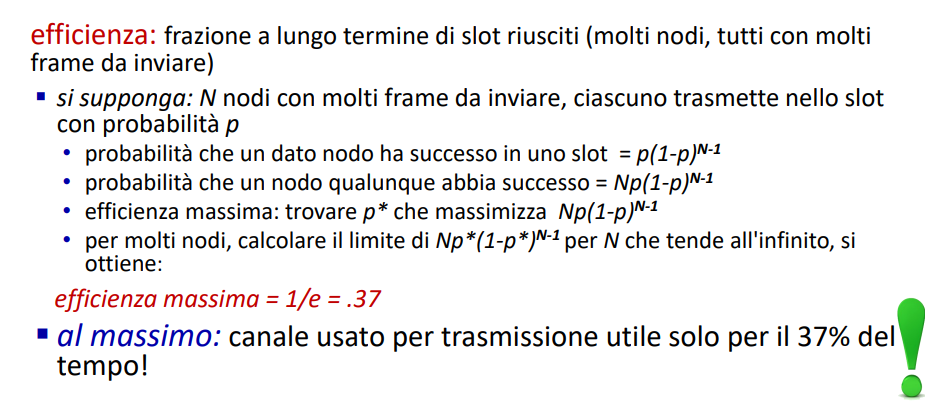 efficienza: frazione a lungo termine di slot riusciti (molti nodi, tutti con molti
frame da inviare)
▪ si supponga: N nodi con molti frame da inviare, ciascuno trasmette nello slot
con probabilità p
• probabilità che un dato nodo ha successo in uno slot = p(1-p)^N-1
• probabilità che un nodo qualunque abbia successo = Np(1-p)^N-1
• efficienza massima: trovare p* che massimizza Np(1-p)^N-1
• per molti nodi, calcolare il limite di Np*(1-p*)^N-1 per N che tende all'infinito, si
ottiene:
efficienza massima = 1/e = .37
▪ al massimo: canale usato per trasmissione utile solo per il 37% del
tempo!
!